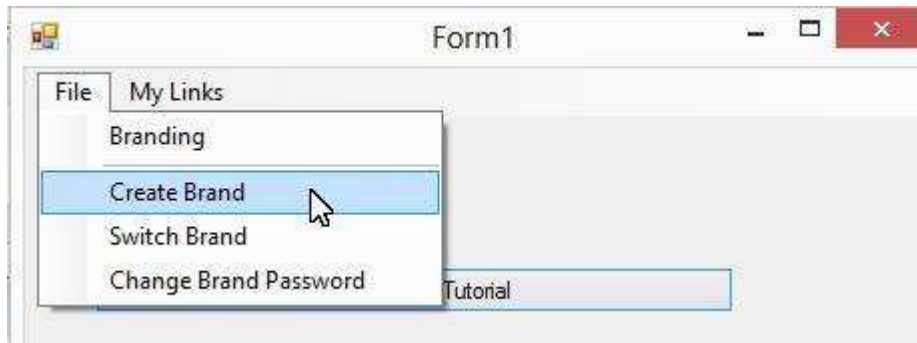 Form1
File My Links
Branding
Create Brand
Switch Brand
Change Brand Password
Tutorial